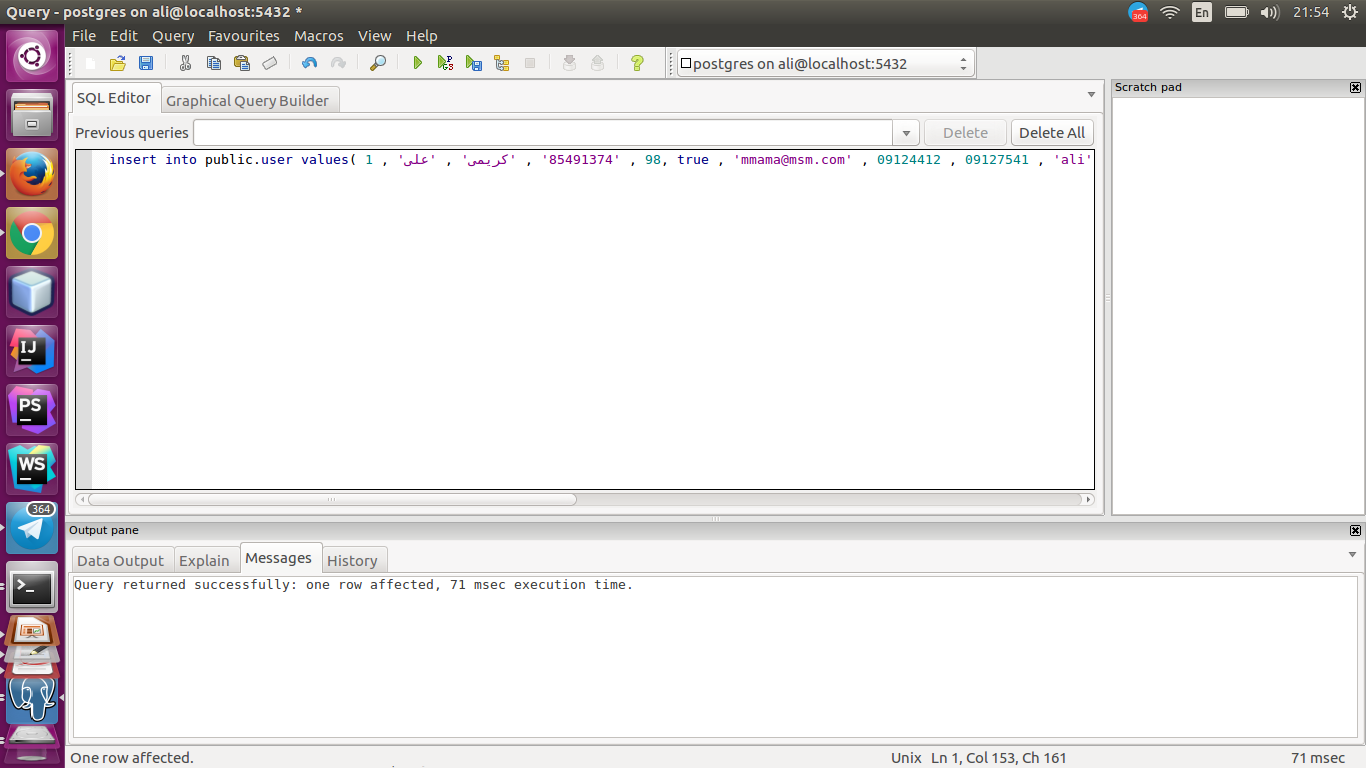 Query - postgres on ali@localhost:5432 *
364
En
21:54
File Edit Query Favourites Macros View Help
postgres on ali@localhost:5432
SQL Editor
Graphical Query Builder
Previous queries
Delete
Delete All
insert into public.user values( 1 , 'علی' , 'کریمی' , '85491374' , 98, true , 'mmama@msm.com' , 09124412 , 09127541 , 'ali'
Scratch pad
IJ
PS
WS
364
>_
Output pane
Data Output
Explain
Messages
History
Query returned successfully: one row affected, 71 msec execution time.
One row affected.
Unix
Ln 1, Col 153, Ch 161
71 msec